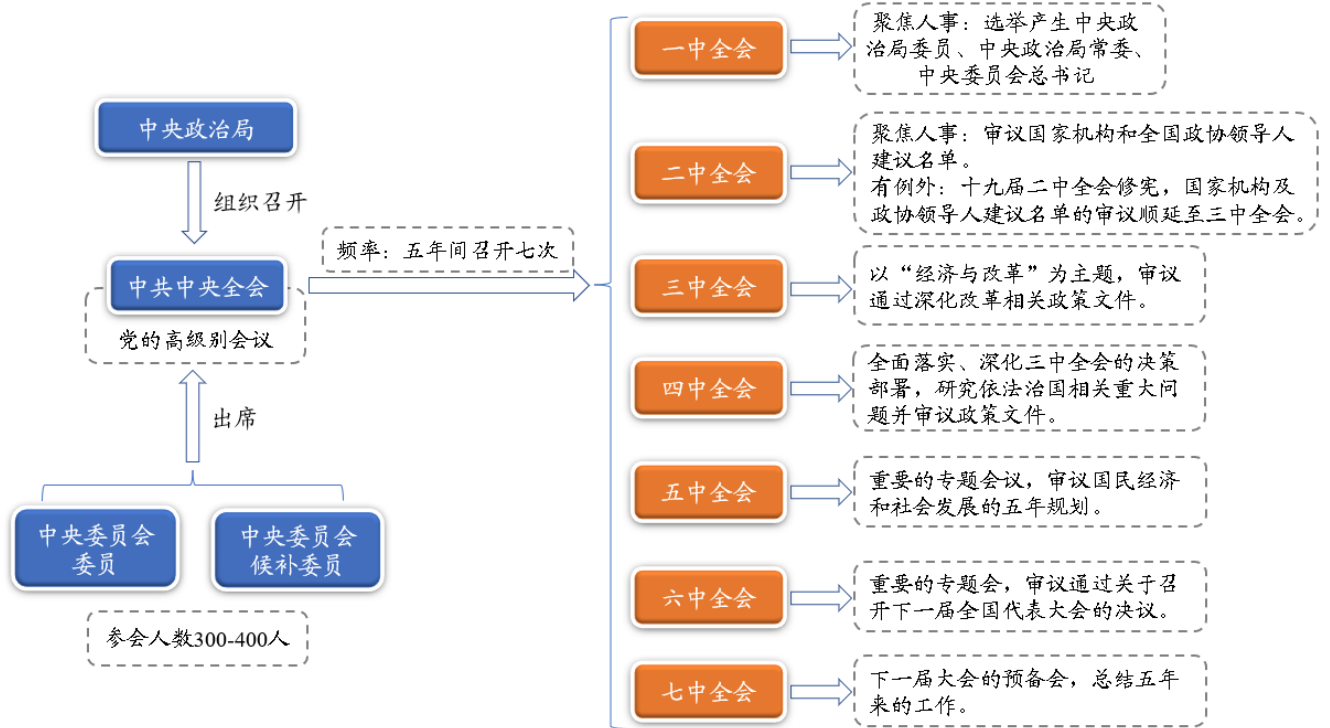 中央政治局
组织召开
中共中央全会
党的高级别会议
出席
中央委员会
委员
中央委员会
候补委员
参会人数300-400人
频率：五年间召开七次
一中全会
聚焦人事：选举产生中央政
治局委员、中央政治局常委、
中央委员会总书记
二中全会
聚焦人事：审议国家机构和全国政协领导人
建议名单。
有例外：十九届二中全会修宪，国家机构及
政协领导人建议名单的审议顺延至三中全会。
三中全会
以“经济与改革”为主题，审议
通过深化改革相关政策文件。
四中全会
全面落实、深化三中全会的决策
部署，研究依法治国相关重大问
题并审议政策文件。
五中全会
重要的专题会议，审议国民经济
和社会发展的五年规划。
六中全会
重要的专题会，审议通过关于召
开下一届全国代表大会的决议。
七中全会
下一届大会的预备会，总结五年
来的工作。